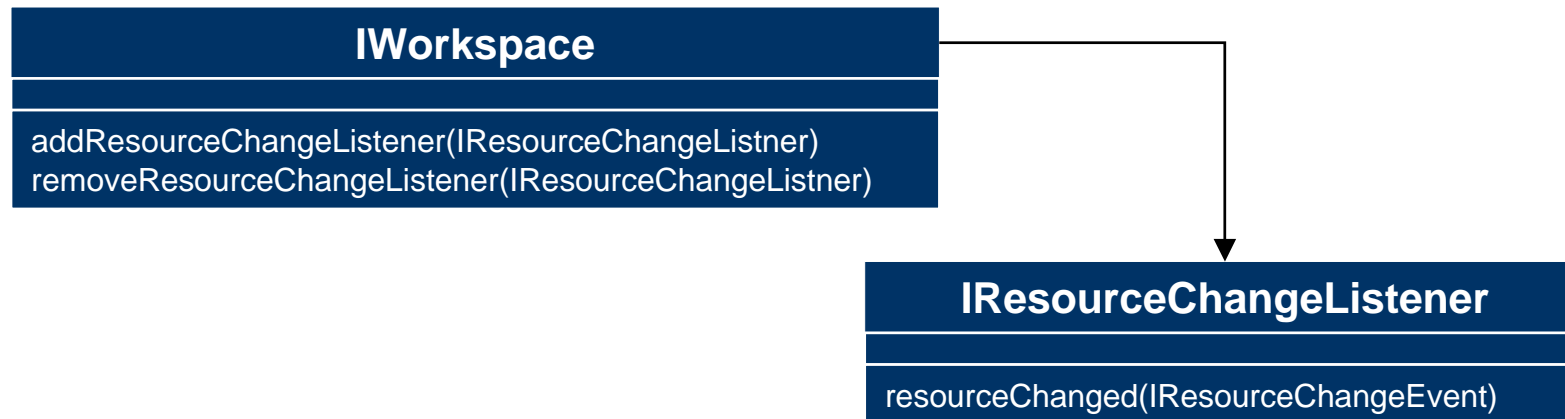 IWorkspace
addResourceChangeListener(IResourceChangeListner)
removeResourceChangeListener(IResourceChangeListner)
IResourceChangeListener
resourceChanged(IResourceChangeEvent)